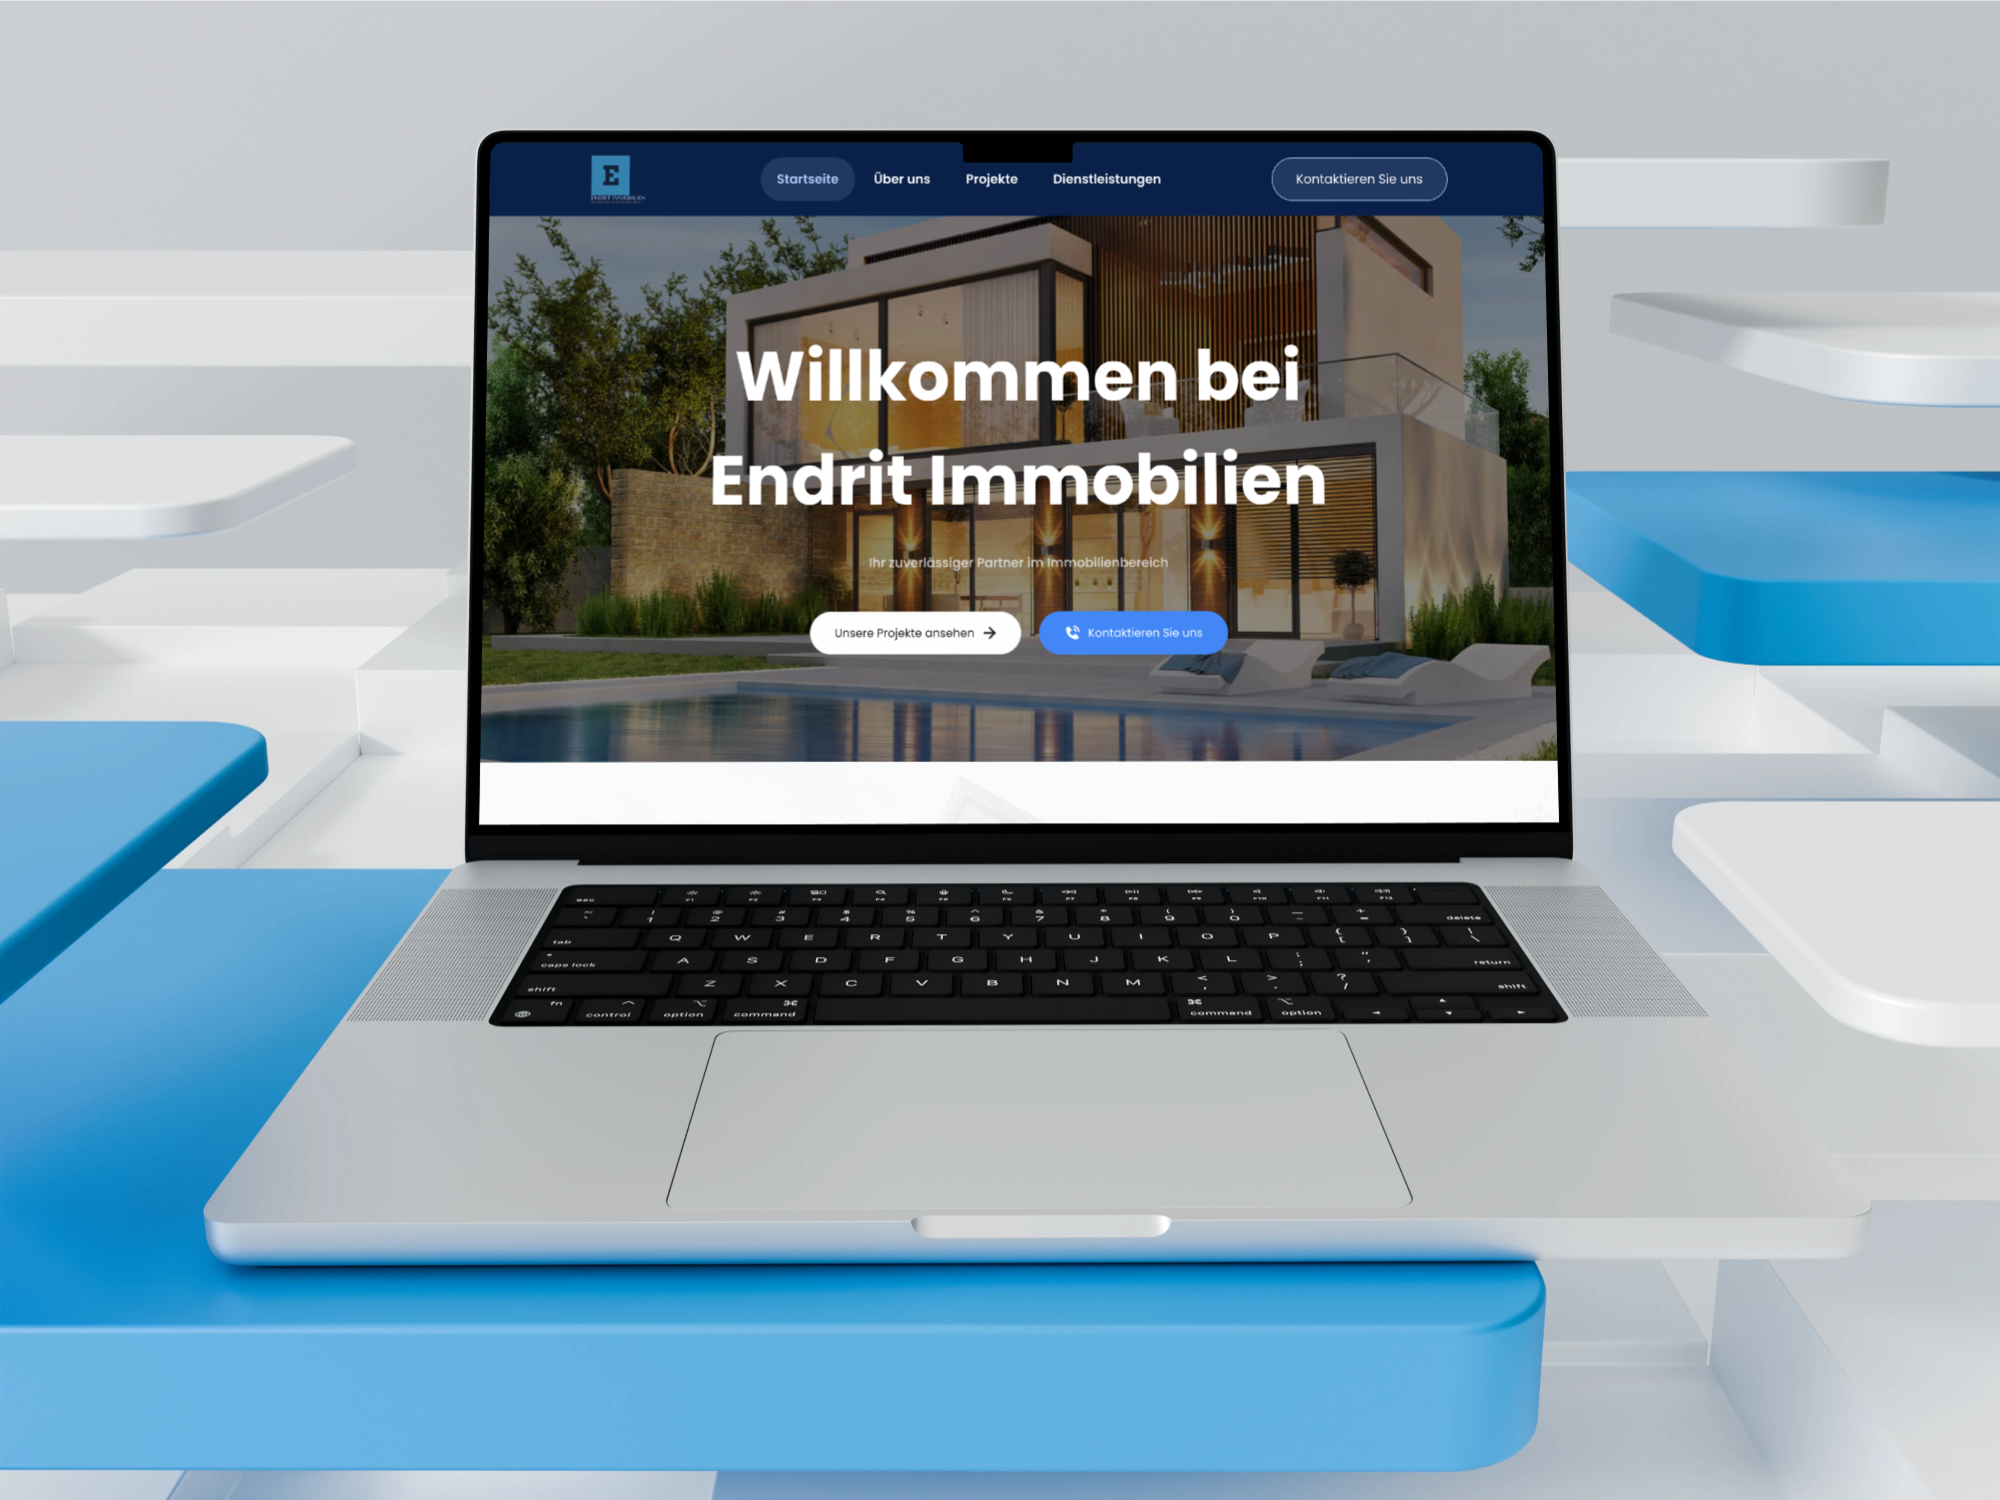 E
ENDRIT IMMOBILIEN
Startseite
Über uns
Projekte
Dienstleistungen
Kontaktieren Sie uns
Willkommen bei
Endrit Immobilien
Ihr zuverlässiger Partner im Immobilienbereich
Unsere Projekte ansehen
Kontaktieren Sie uns
esc F1 F2 F3 F4 F5 F6 F7 F8 F9 F10 F11 F12
~ ! @ # $ % ^ & * ( ) — +
1 2 3 4 5 6 7 8 9 0 - = delete
tab Q W E R T Y U I O P { [ } ] | \
caps lock A S D F G H J K L : ; " ' return
shift Z X C V B N M < , > . ? / shift
fn control option command command option